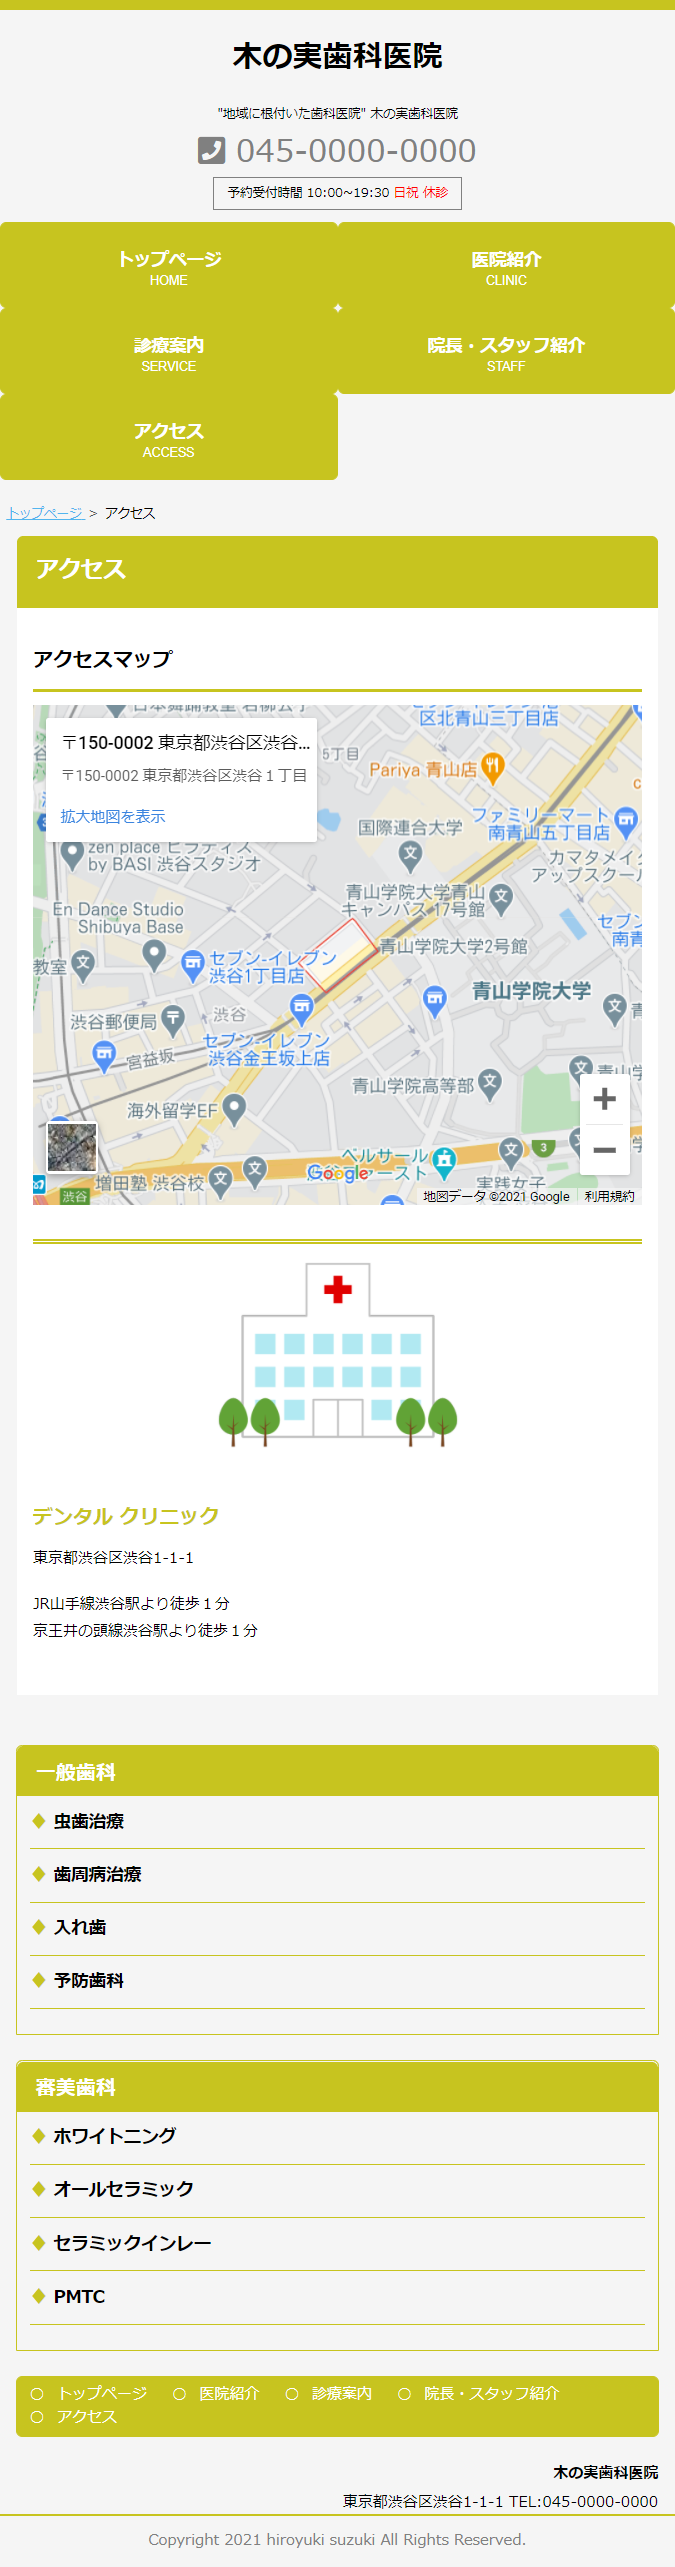 木の実歯科医院
"地域に根付いた歯科医院" 木の実歯科医院
045-0000-0000
予約受付時間 10:00~19:30 日祝 休診
トップページ
HOME
医院紹介
CLINIC
診療案内
SERVICE
院長・スタッフ紹介
STAFF
アクセス
ACCESS
トップページ > アクセス
アクセス
アクセスマップ
区北青山三丁目店
〒150-0002 東京都渋谷区渋谷...
〒150-0002 東京都渋谷区渋谷１丁目
拡大地図を表示
5丁目
Pariya 青山店
ファミリーマート
南青山五丁目店
国際連合大学
zen place ピラティス
by BASI 渋谷スタジオ
カマタメイク
アップスクール
青山学院大学青山
キャンパス 17号館
En Dance Studio
Shibuya Base
セブン
南青
青山学院大学2号館
教室
セブン-イレブン
渋谷1丁目店
青山学院大学
渋谷郵便局
渋谷
セブン-イレブン
渋谷金王坂上店
宮益坂
青山学院高等部
青山学
海外留学EF
3
ベルサール
ファースト
増田塾 渋谷校
実践女子
渋谷
Google
地図データ ©2021 Google
利用規約
デンタル クリニック
東京都渋谷区渋谷1-1-1
JR山手線渋谷駅より徒歩１分
京王井の頭線渋谷駅より徒歩１分
一般歯科
♦ 虫歯治療
♦ 歯周病治療
♦ 入れ歯
♦ 予防歯科
審美歯科
♦ ホワイトニング
♦ オールセラミック
♦ セラミックインレー
♦ PMTC
○ トップページ ○ 医院紹介 ○ 診療案内 ○ 院長・スタッフ紹介
○ アクセス
木の実歯科医院
東京都渋谷区渋谷1-1-1 TEL:045-0000-0000
Copyright 2021 hiroyuki suzuki All Rights Reserved.